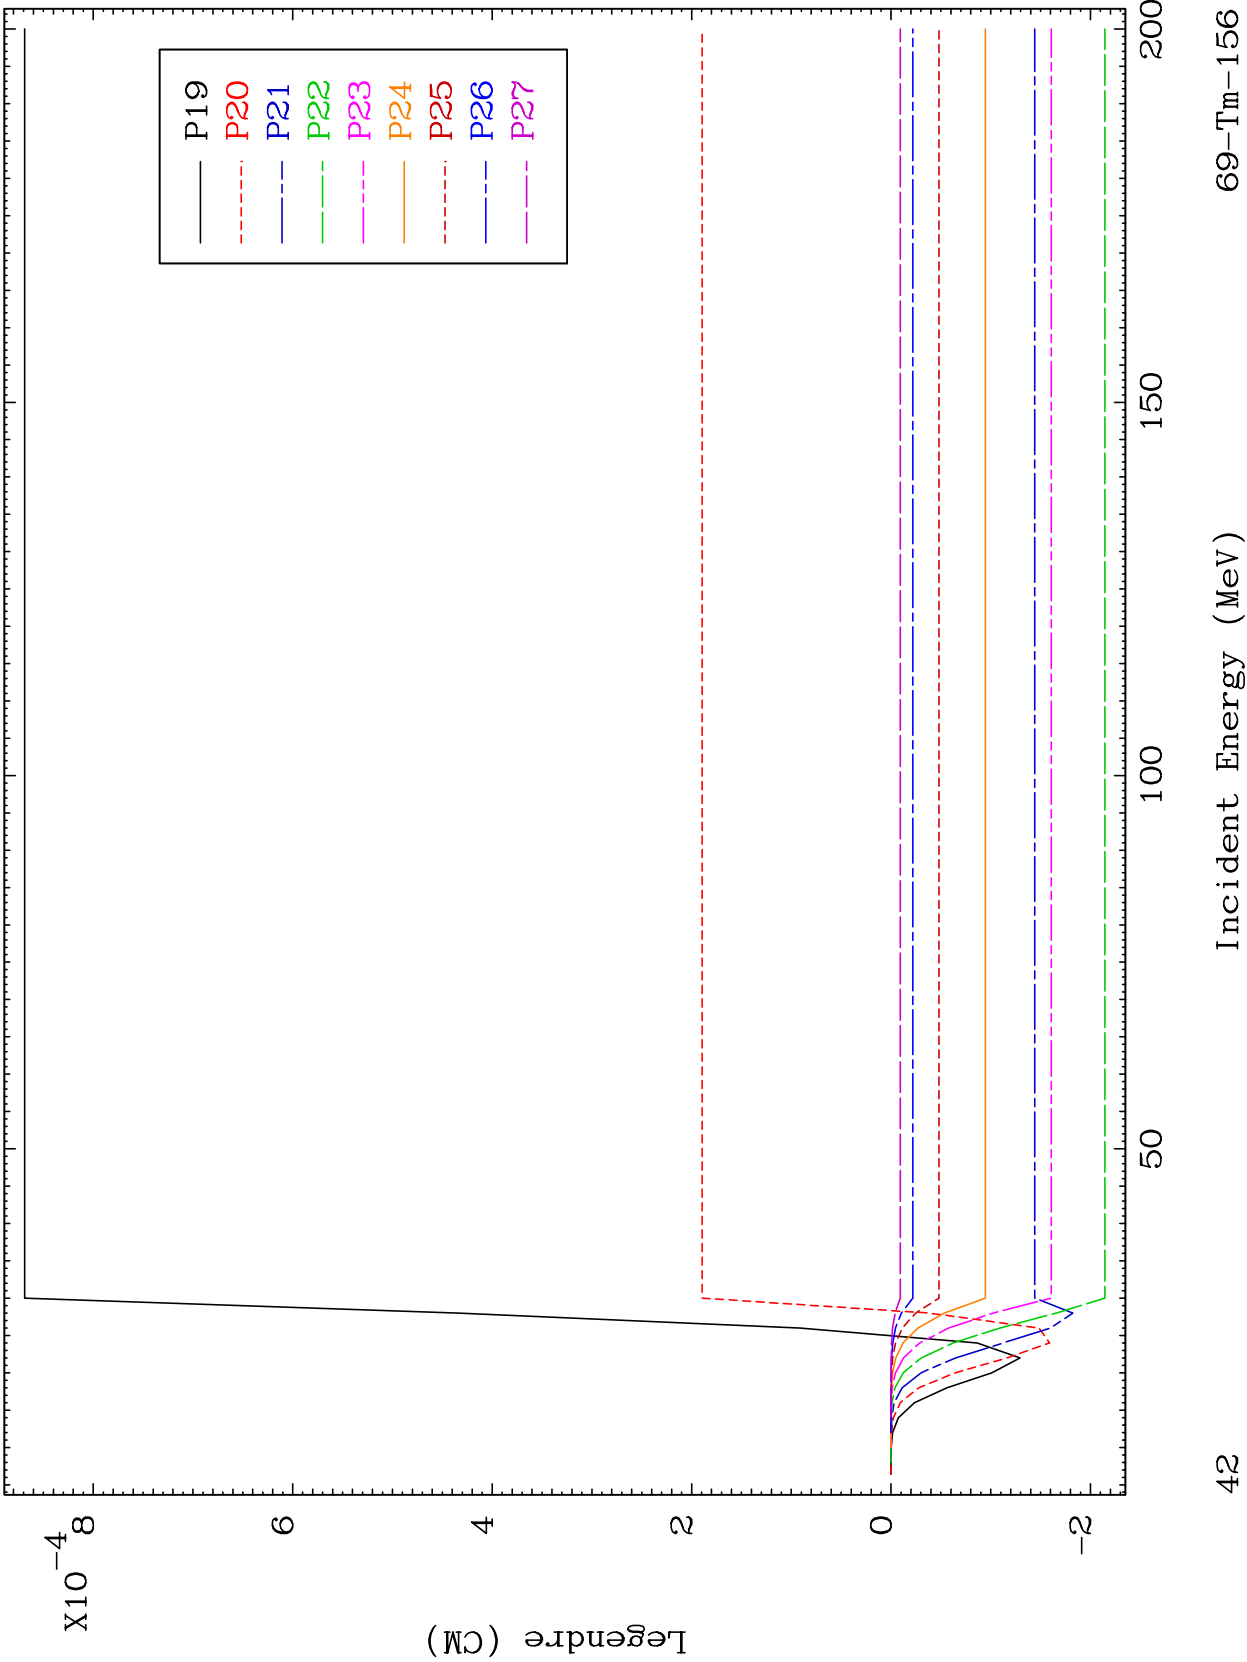 X10-4
8
6
4
2
0
-2
Legendre (CM)
P19
P20
P21
P22
P23
P24
P25
P26
P27
50
100
150
200
42
Incident Energy (MeV)
69-Tm-156